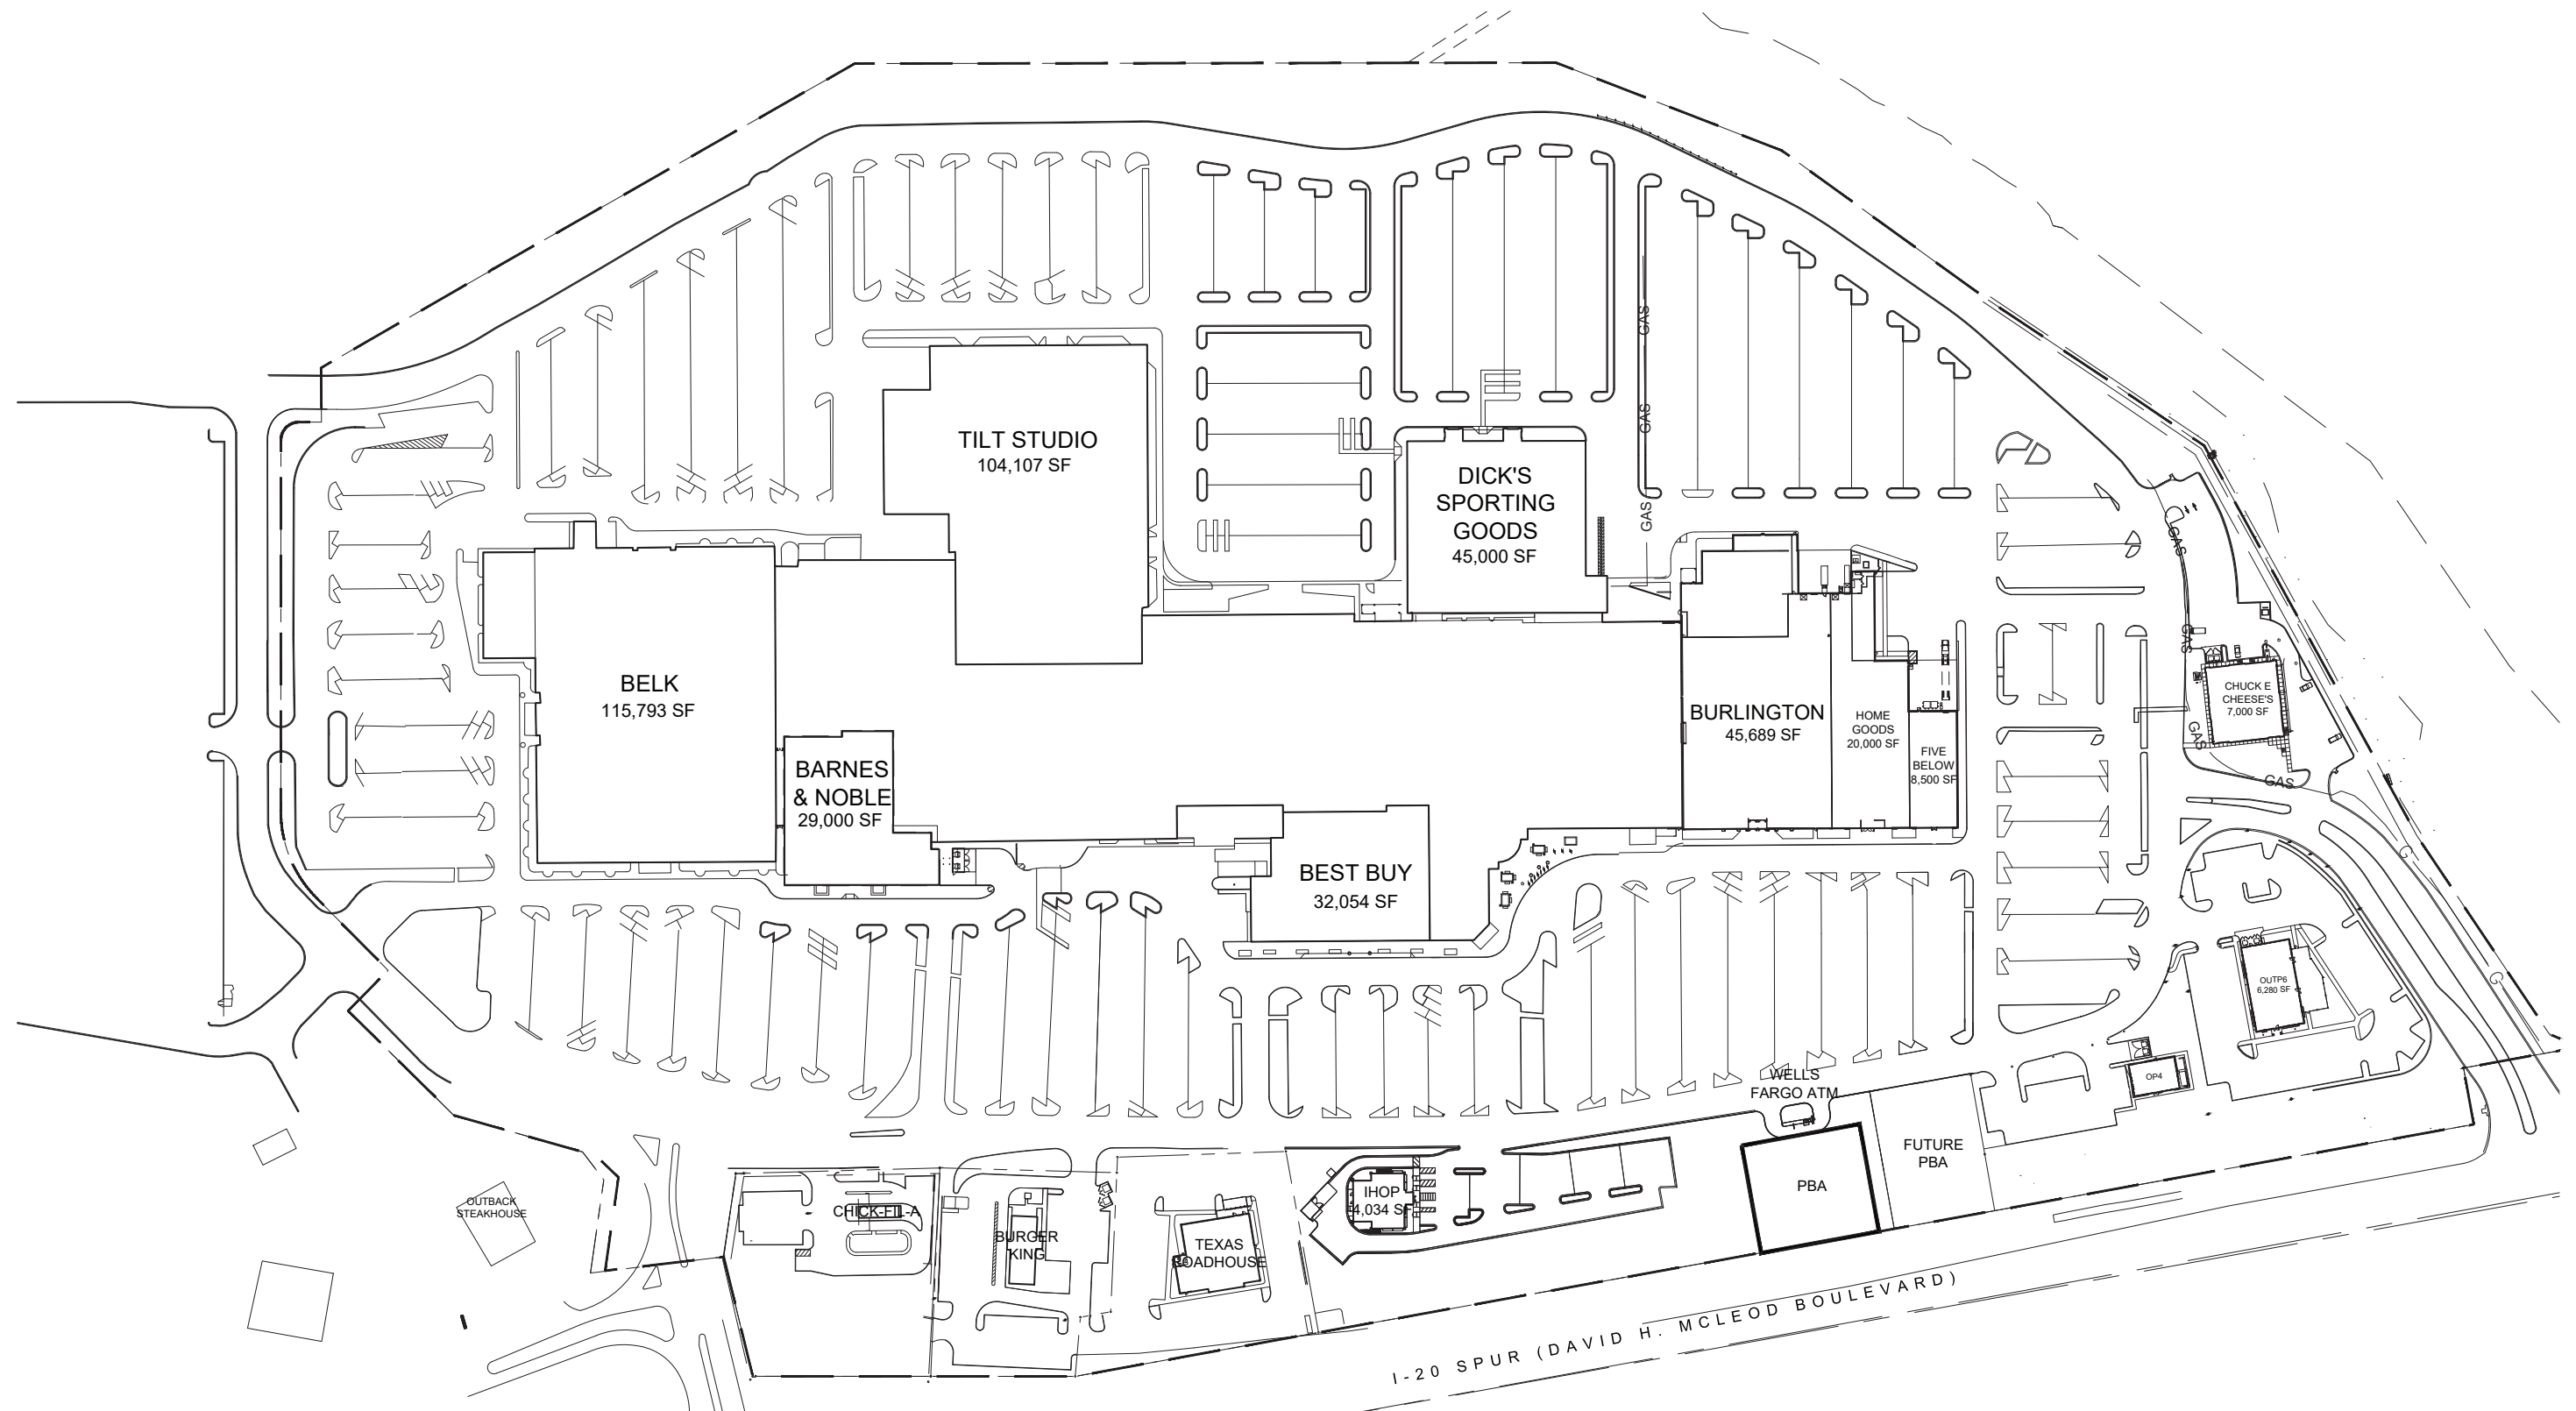 TILT STUDIO
104,107 SF
DICK'S
SPORTING
GOODS
45,000 SF
GAS
GAS
GAS
GAS
GAS
GAS
GAS
G
G
BELK
115,793 SF
BARNES
& NOBLE
29,000 SF
BURLINGTON
45,689 SF
HOME
GOODS
20,000 SF
FIVE
BELOW
8,500 SF
CHUCK E
CHEESE'S
7,000 SF
BEST BUY
32,054 SF
OUTP6
6,280 SF
OP4
WELLS
FARGO ATM
FUTURE
PBA
PBA
IHOP
4,034 SF
OUTBACK
STEAKHOUSE
CHICK-FIL-A
BURGER
KING
TEXAS
ROADHOUSE
I-20 SPUR (DAVID H. MCLEOD BOULEVARD)